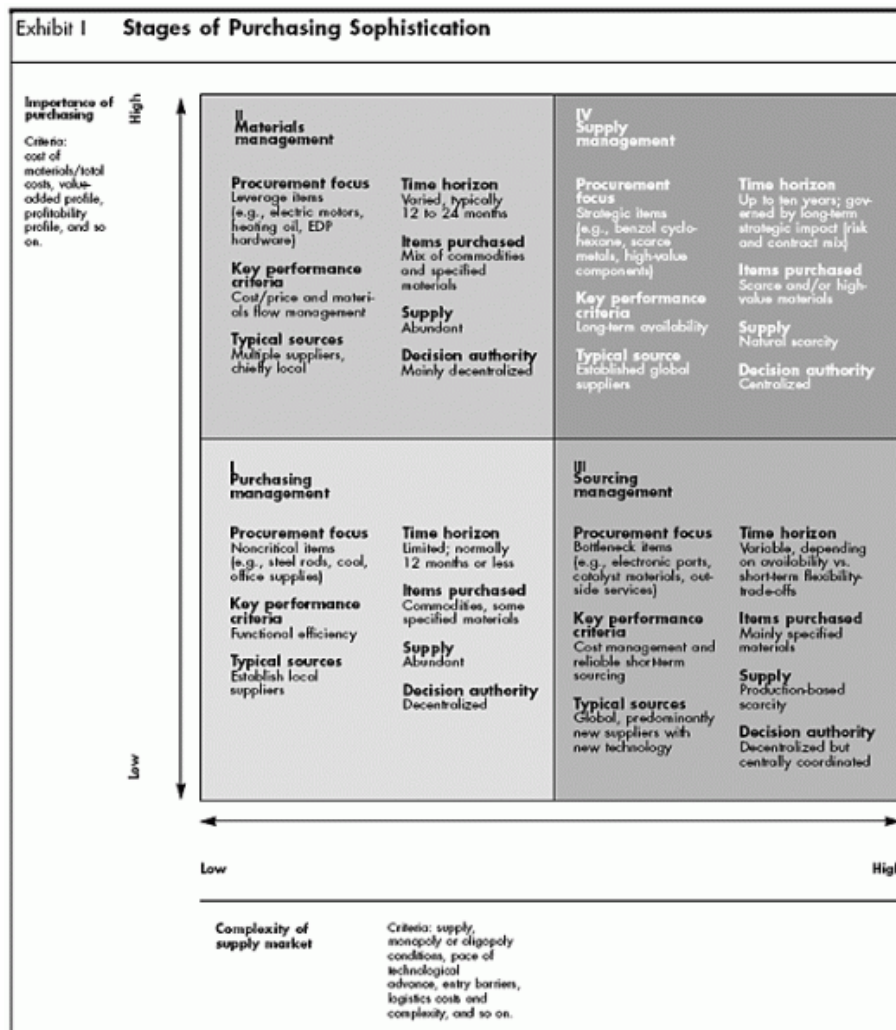 Exhibit I Stages of Purchasing Sophistication
Importance of
purchasing
Criteria:
cost of
materials/total
costs, value-
added profile,
profitability
profile, and so
on.
High
Low
II
Materials
management
Procurement focus
Leverage items
(e.g., electric motors,
heating oil, EDP
hardware)
Key performance
criteria
Cost/price and materi-
als flow management
Typical sources
Multiple suppliers,
chiefly local
Time horizon
Varied, typically
12 to 24 months
Items purchased
Mix of commodities
and specified
materials
Supply
Abundant
Decision authority
Mainly decentralized
IV
Supply
management
Procurement
focus
Strategic items
(e.g., benzol cyclo-
hexane, scarce
metals, high-value
components)
Key performance
criteria
Long-term availability
Typical source
Established global
suppliers
Time horizon
Up to ten years; gov-
erned by long-term
strategic impact (risk
and contract mix)
Items purchased
Scarce and/or high-
value materials
Supply
Natural scarcity
Decision authority
Centralized
I
Purchasing
management
Procurement focus
Noncritical items
(e.g., steel rods, coal,
office supplies)
Key performance
criteria
Functional efficiency
Typical sources
Establish local
suppliers
Time horizon
Limited; normally
12 months or less
Items purchased
Commodities, some
specified materials
Supply
Abundant
Decision authority
Decentralized
III
Sourcing
management
Procurement focus
Bottleneck items
(e.g., electronic parts,
catalyst materials, out-
side services)
Key performance
criteria
Cost management and
reliable short-term
sourcing
Typical sources
Global, predominantly
new suppliers with
new technology
Time horizon
Variable, depending
on availability vs.
short-term flexibility-
trade-offs
Items purchased
Mainly specified
materials
Supply
Production-based
scarcity
Decision authority
Decentralized but
centrally coordinated
Low
High
Complexity of
supply market
Criteria: supply,
monopoly or oligopoly
conditions, pace of
technological
advance, entry barriers,
logistics costs and
complexity, and so on.